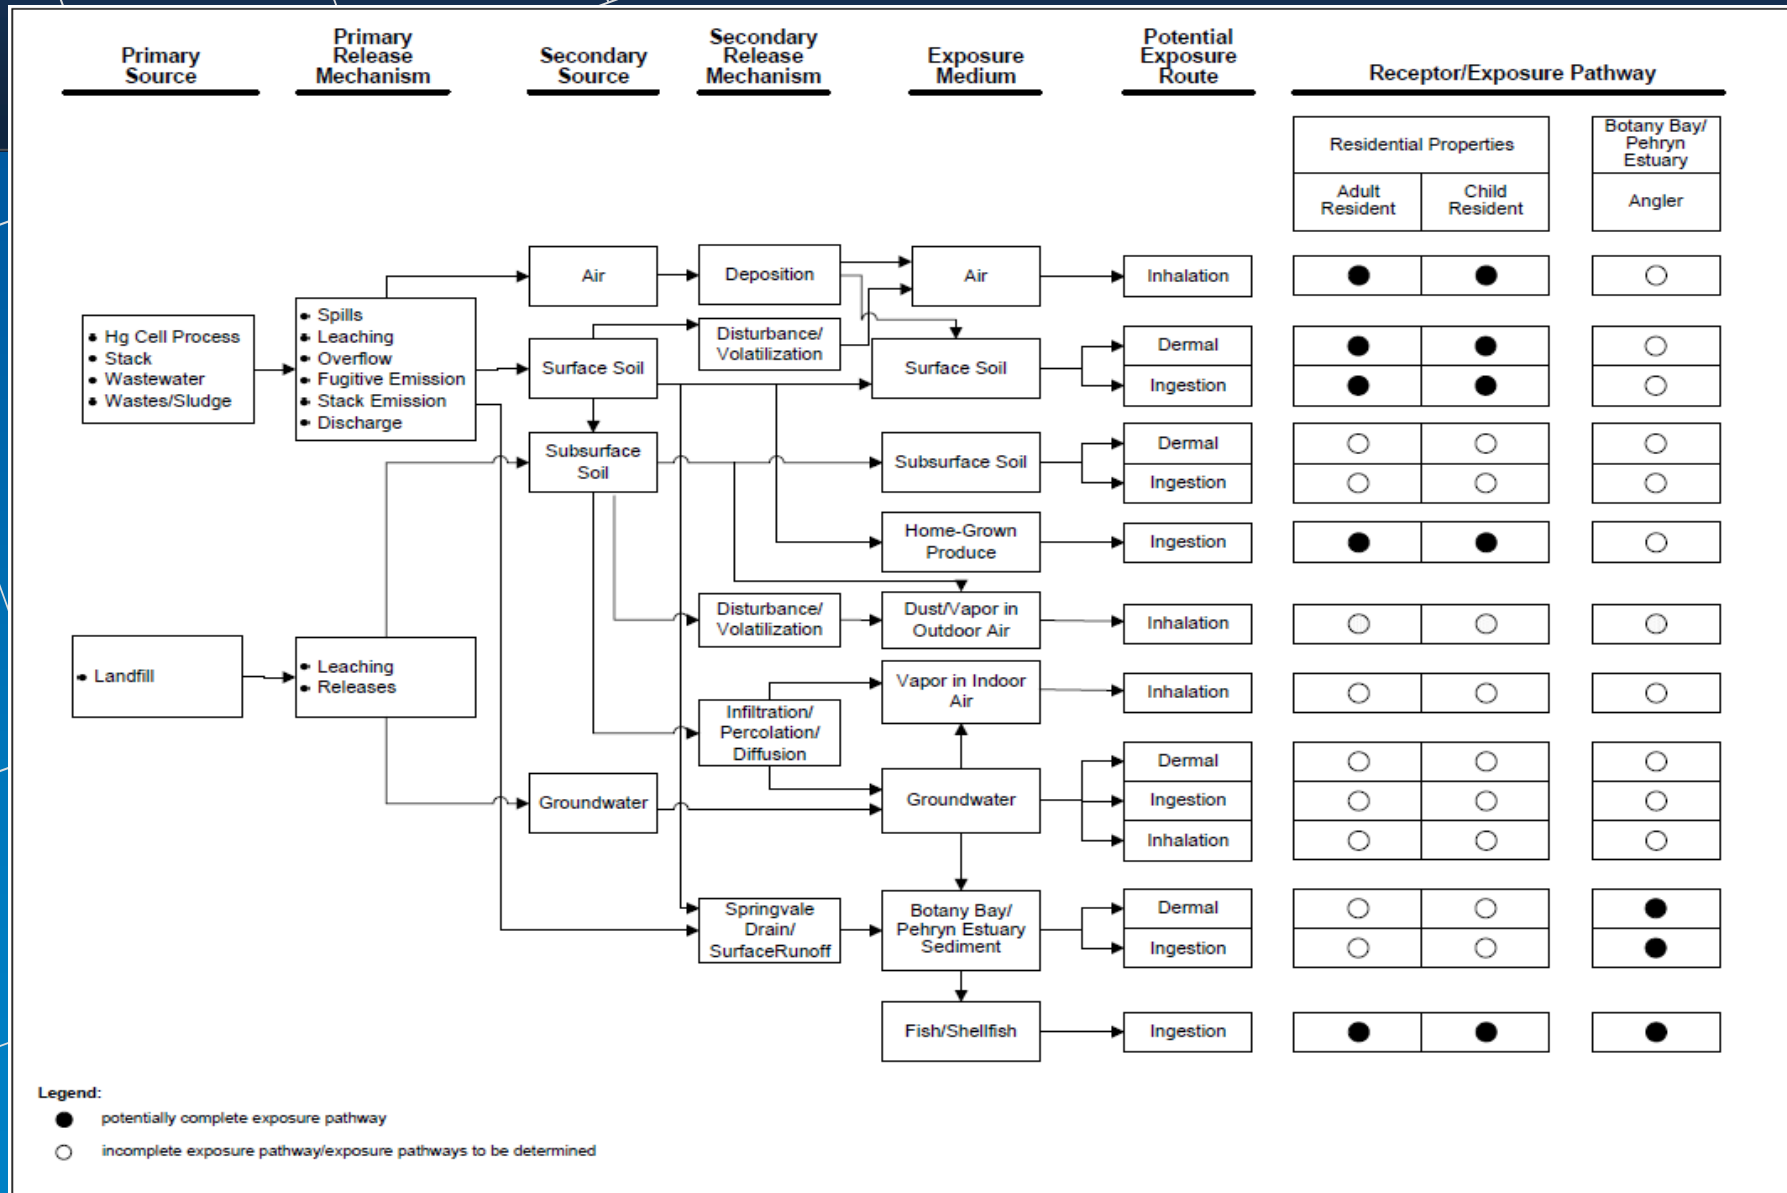 Primary
Source
Primary
Release
Mechanism
Secondary
Source
Secondary
Release
Mechanism
Exposure
Medium
Potential
Exposure
Route
Receptor/Exposure Pathway
Residential Properties
Adult
Resident
Child
Resident
Botany Bay/
Pehryn
Estuary
Angler
Air
Deposition
Air
Inhalation
• Hg Cell Process
• Stack
• Wastewater
• Wastes/Sludge
• Spills
• Leaching
• Overflow
• Fugitive Emission
• Stack Emission
• Discharge
Surface Soil
Disturbance/
Volatilization
Surface Soil
Dermal
Ingestion
Subsurface
Soil
Subsurface Soil
Dermal
Ingestion
Home-Grown
Produce
Ingestion
Disturbance/
Volatilization
Dust/Vapor in
Outdoor Air
Inhalation
• Landfill
• Leaching
• Releases
Infiltration/
Percolation/
Diffusion
Vapor in Indoor
Air
Inhalation
Groundwater
Groundwater
Dermal
Ingestion
Inhalation
Springvale
Drain/
SurfaceRunoff
Botany Bay/
Pehryn Estuary
Sediment
Dermal
Ingestion
Fish/Shellfish
Ingestion
Legend:
potentially complete exposure pathway
incomplete exposure pathway/exposure pathways to be determined